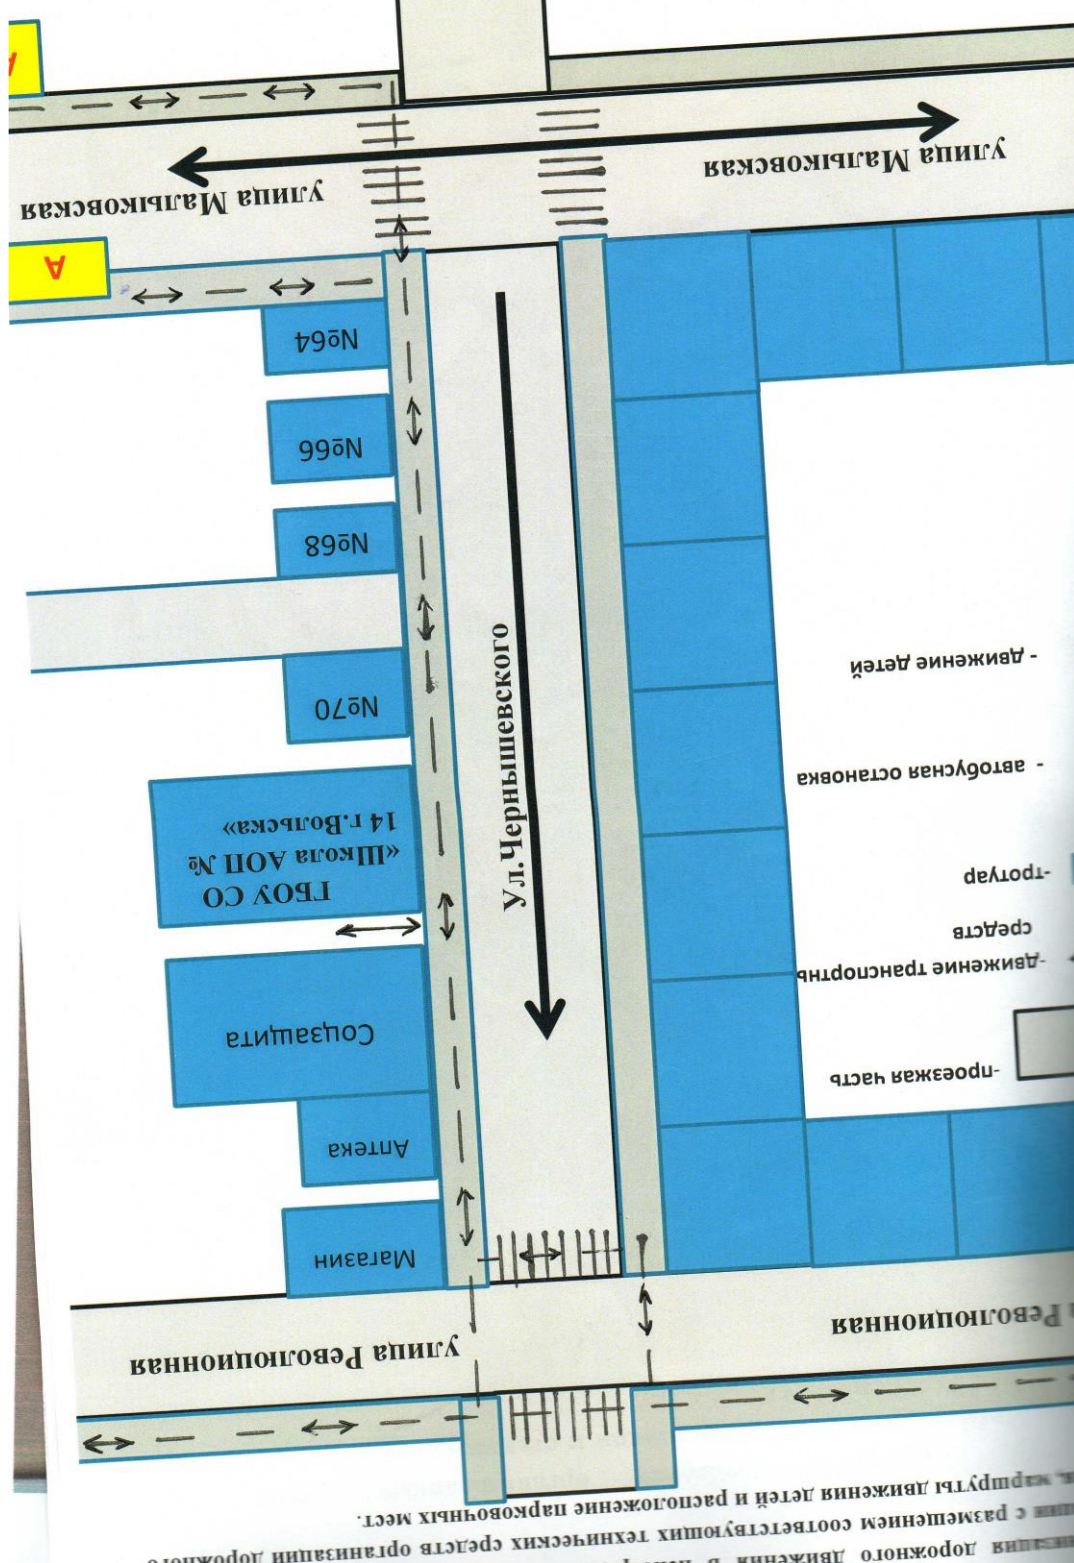 дорожного движения в
с размещением соответствующих технических средств организации дорожного
маршруты движения детей и расположение парковочных мест.
Революционная
улица Революционная
Магазин
-проезжая часть
Аптека
-движение транспортны
средств
Соцзащита
-тротуар
ГБОУ СО
«Школа АОП №
14 г.Вольска»
- автобусная остановка
Ул.Чернышевского
№70
- движение детей
№68
№66
№64
А
улица Малыковская
улица Малыковская
А